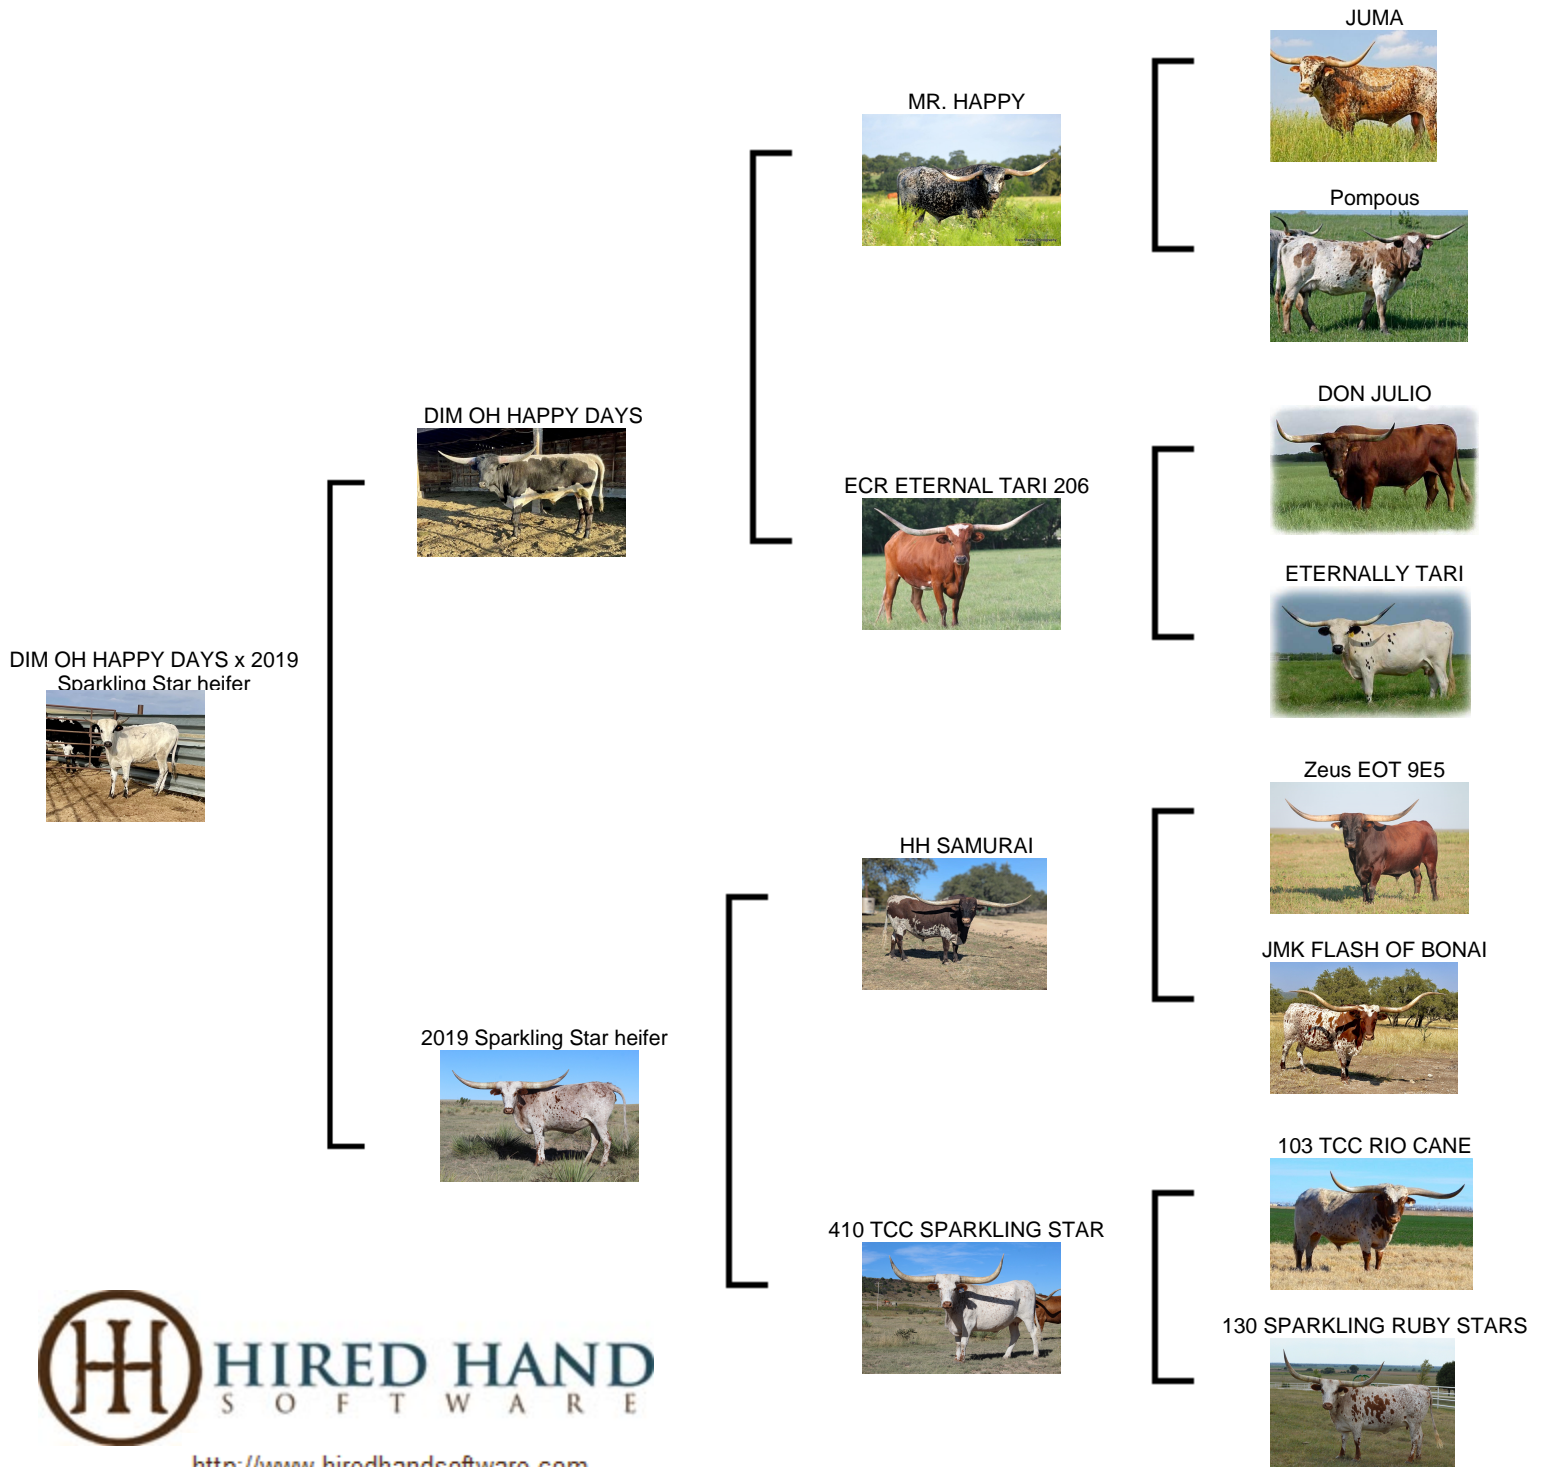 JUMA
MR. HAPPY
Pompous
DON JULIO
DIM OH HAPPY DAYS
ECR ETERNAL TARI 206
ETERNALLY TARI
DIM OH HAPPY DAYS x 2019
Sparkling Star heifer
Zeus EOT 9E5
HH SAMURAI
JMK FLASH OF BONAI
2019 Sparkling Star heifer
103 TCC RIO CANE
410 TCC SPARKLING STAR
130 SPARKLING RUBY STARS
HIRED HAND
SOFTWARE
http://www.hiredhandsoftware.com